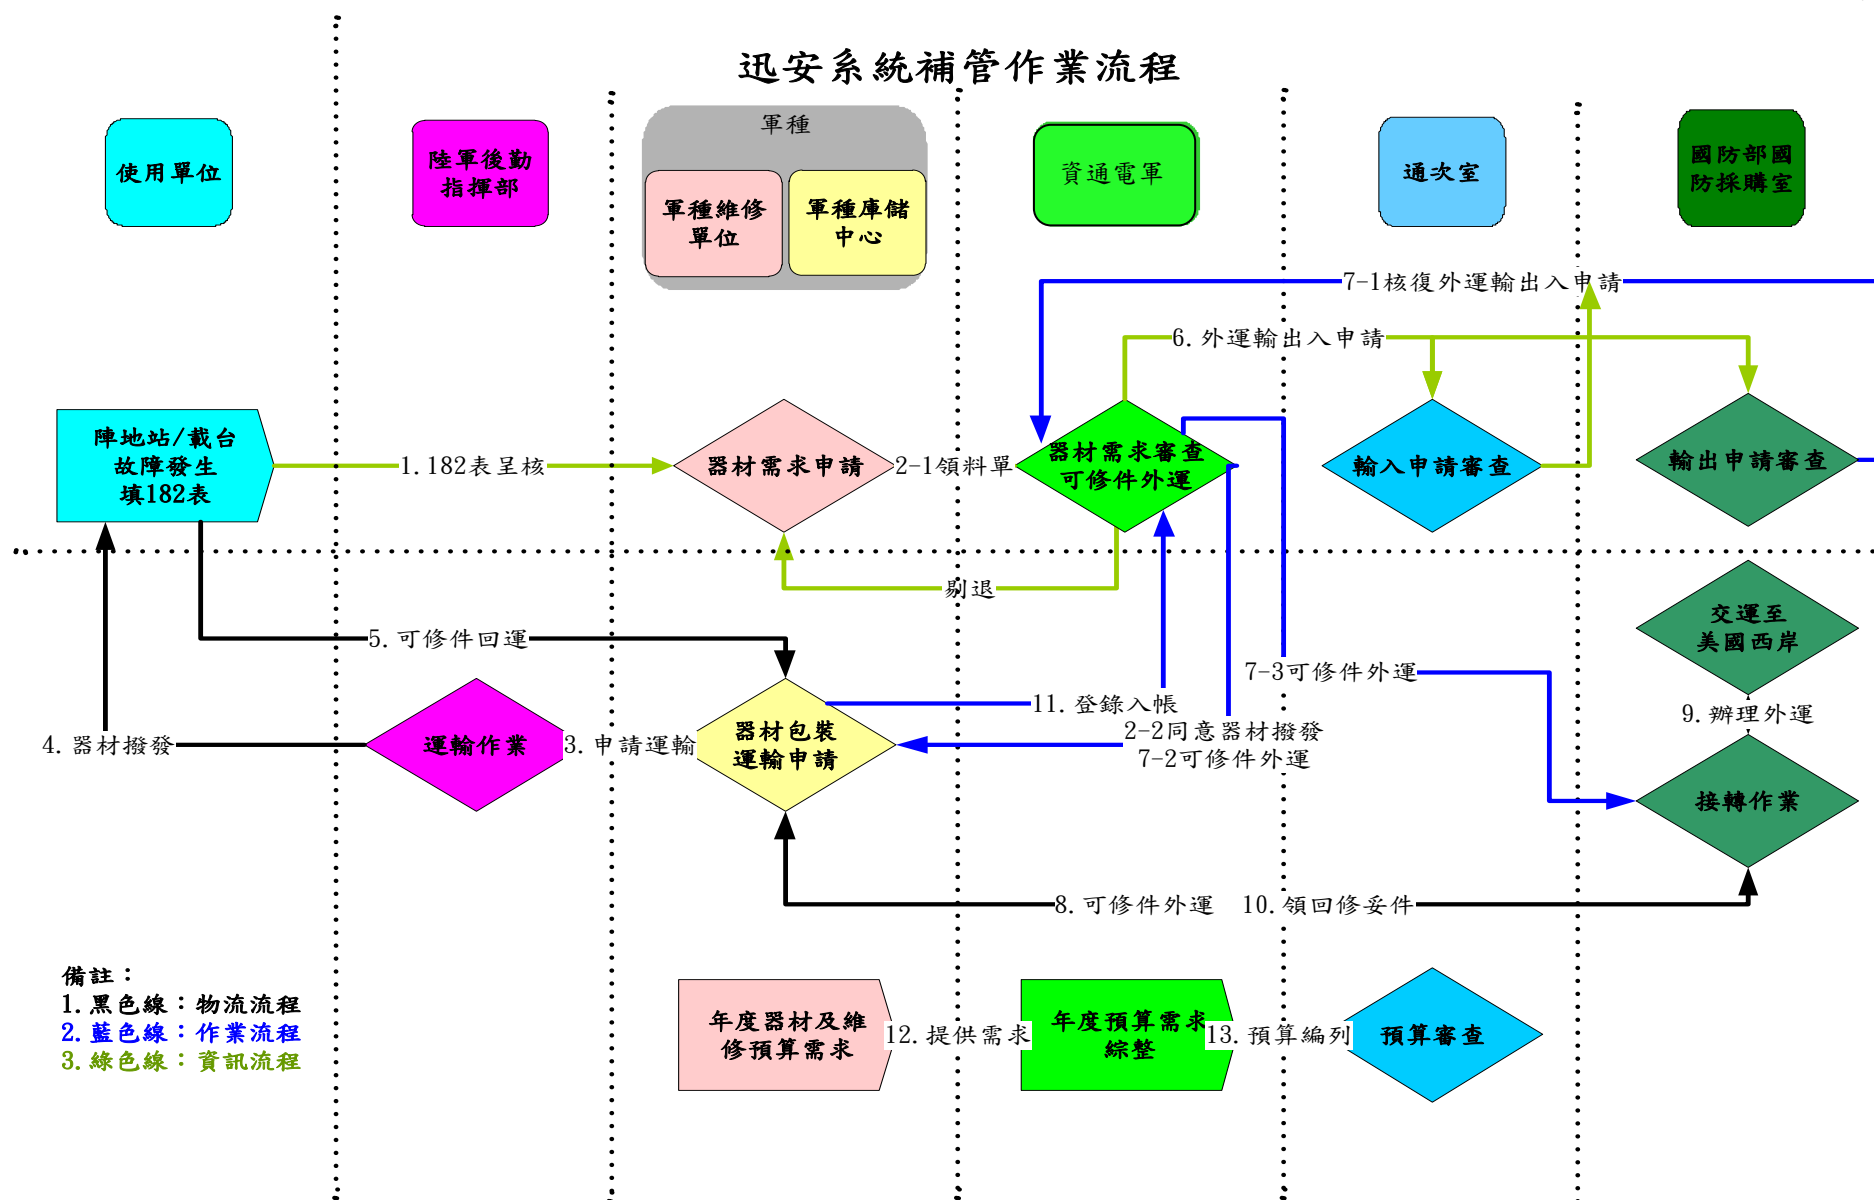 迅安系統補管作業流程
使用單位
陸軍後勤
指揮部
軍種
軍種維修
單位
軍種庫儲
中心
資通電軍
通次室
國防部國
防採購室
7-1核復外運輸出入申請
6.外運輸出入申請
陣地站/載台
故障發生
填182表
1.182表呈核
器材需求申請
2-1領料單
器材需求審查
可修件外運
輸入申請審查
輸出申請審查
剔退
5.可修件回運
交運至
美國西岸
7-3可修件外運
11.登錄入帳
9.辦理外運
4.器材撥發
運輸作業
3.申請運輸
器材包裝
運輸申請
2-2同意器材撥發
7-2可修件外運
接轉作業
8.可修件外運
10.領回修妥件
備註：
1.黑色線：物流流程
2.藍色線：作業流程
3.綠色線：資訊流程
年度器材及維
修預算需求
12.提供需求
年度預算需求
綜整
13.預算編列
預算審查